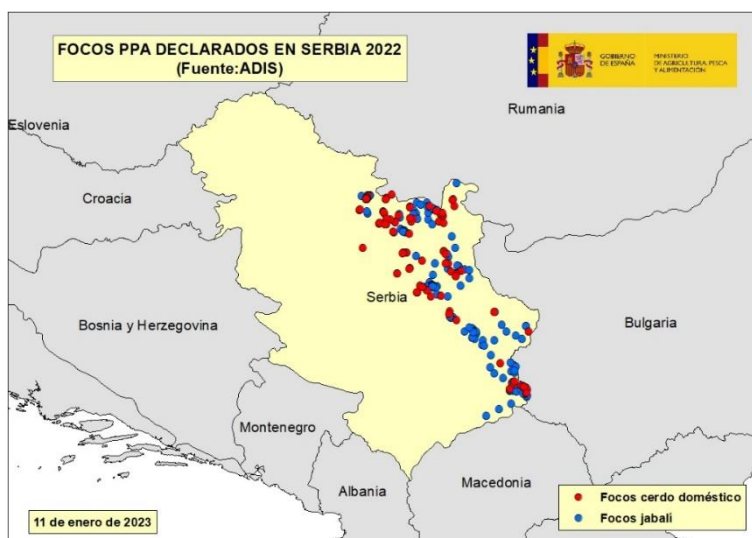 FOCOS PPA DECLARADOS EN SERBIA 2022
(Fuente:ADIS)
GOBIERNO
DE ESPAÑA
MINISTERIO
DE AGRICULTURA, PESCA
Y ALIMENTACIÓN
Rumania
Eslovenia
Croacia
Serbia
Bosnia y Herzegovina
Bulgaria
Montenegro
Albania
Macedonia
Focos cerdo doméstico
Focos jabali
11 de enero de 2023